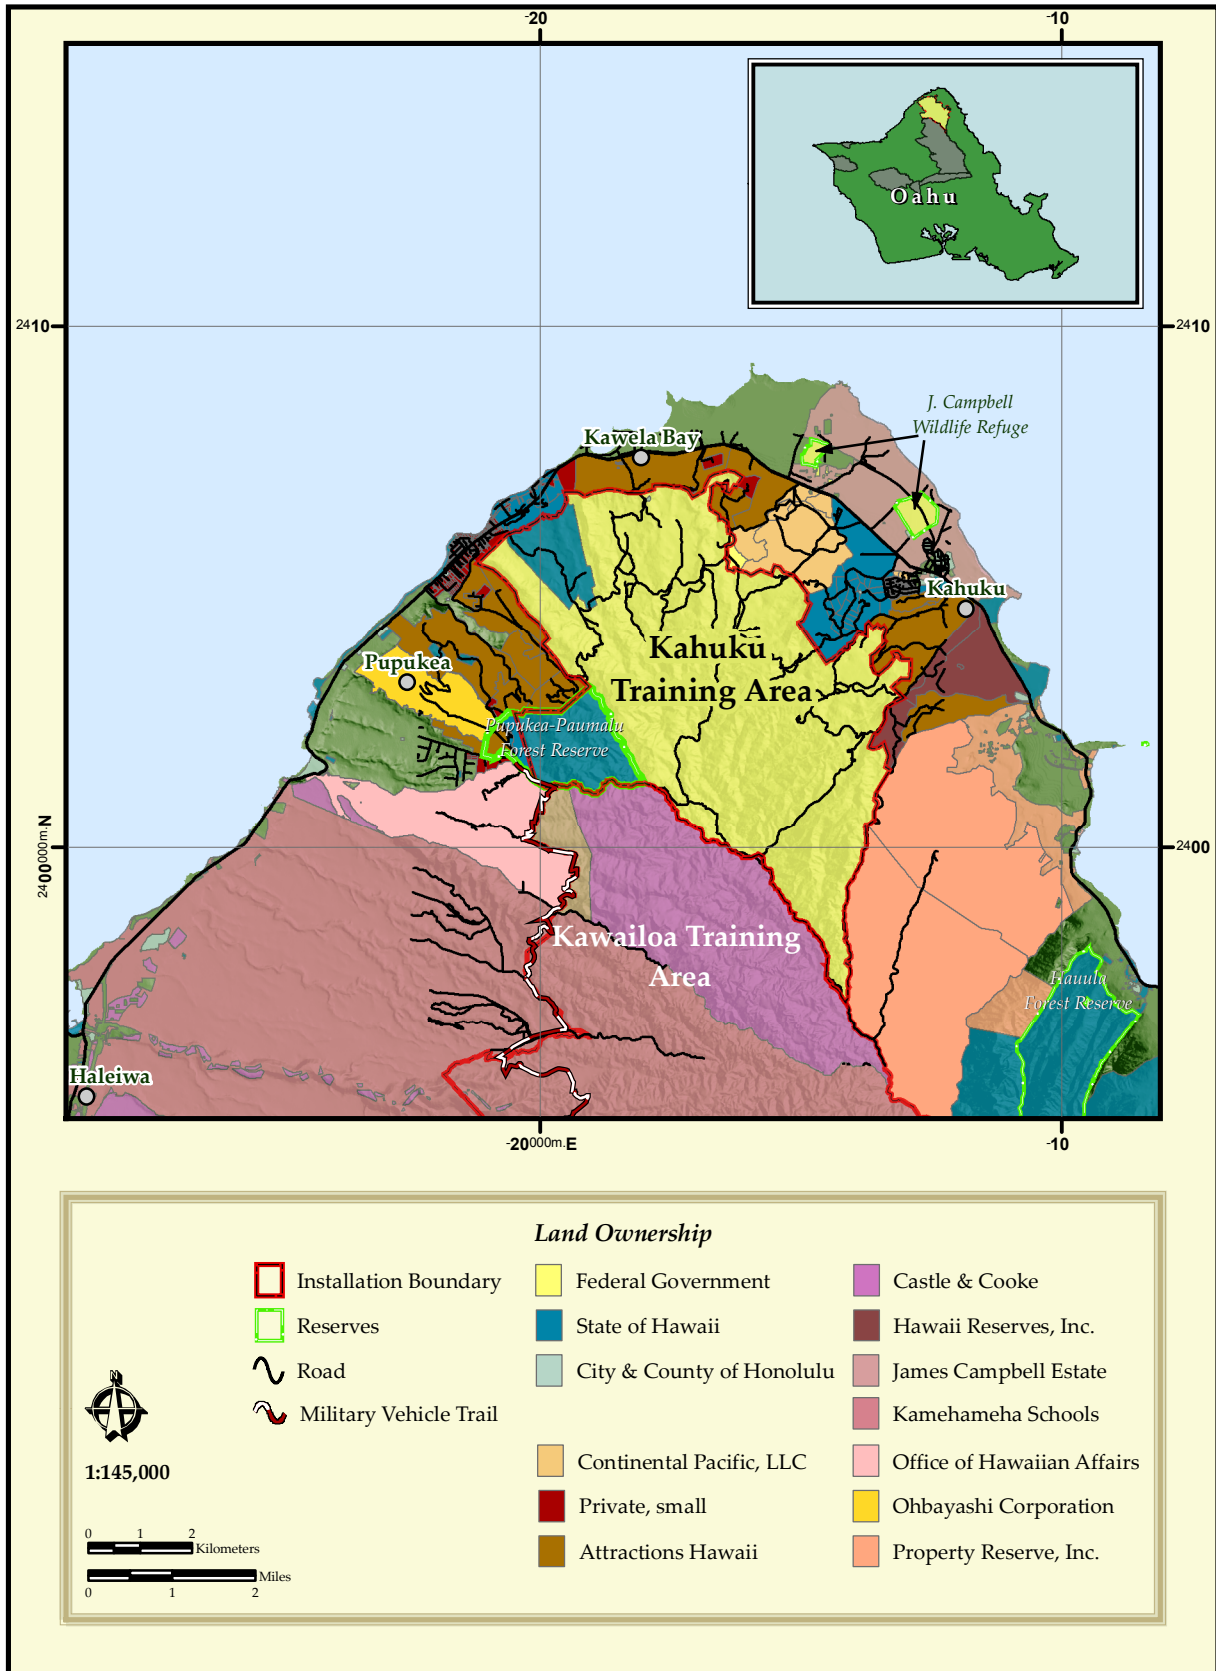 -20
-10
Oahu
2410
2410
J. Campbell
Wildlife Refuge
Kawela Bay
Kahuku
Kahuku
Training Area
Pupukea
Pupukea-Paumalu
Forest Reserve
2400000m. N
2400
Kawailoa Training
Area
Hauula
Forest Reserve
Haleiwa
-20000m. E
-10
Land Ownership
Installation Boundary
Reserves
Road
Military Vehicle Trail
Federal Government
State of Hawaii
City & County of Honolulu
Continental Pacific, LLC
Private, small
Attractions Hawaii
Castle & Cooke
Hawaii Reserves, Inc.
James Campbell Estate
Kamehameha Schools
Office of Hawaiian Affairs
Ohbayashi Corporation
Property Reserve, Inc.
N
1:145,000
0 1 2
Kilometers
Miles
0 1 2